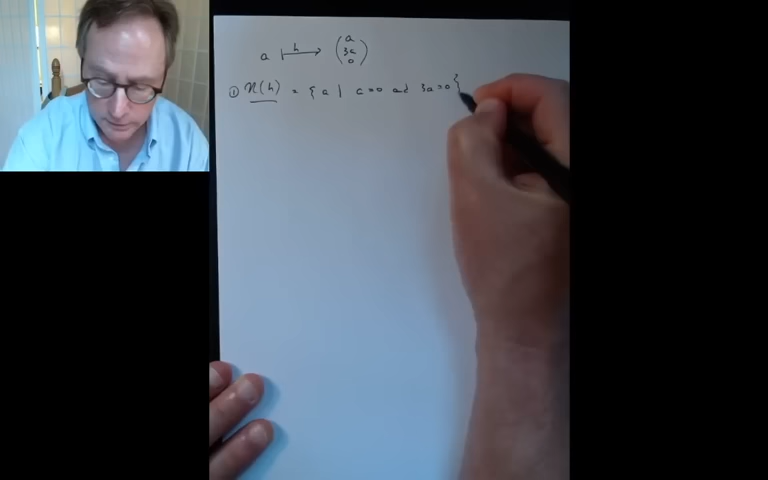 a ↦ʰ (a 3a 0)
① 𝒩(h) = { a | a = 0 and 3a = 0 }